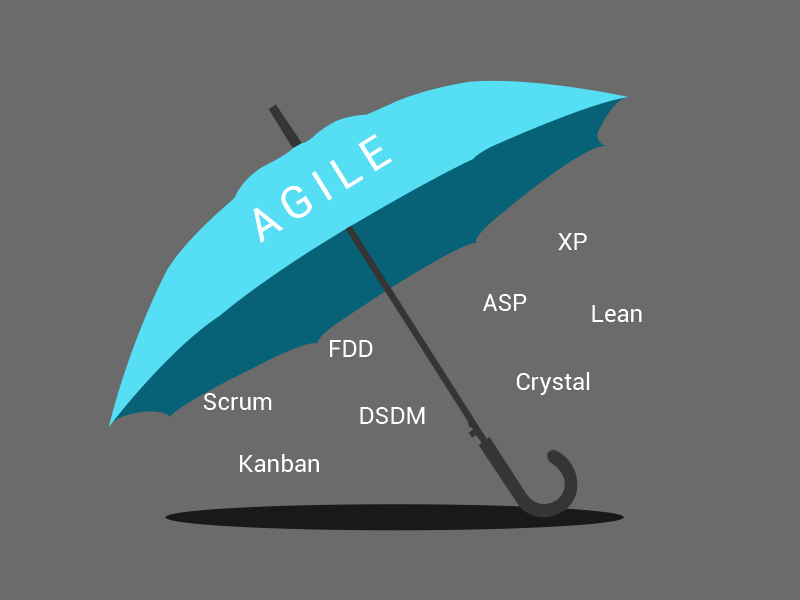 AGILE
XP
ASP
Lean
FDD
Crystal
Scrum
DSDM
Kanban